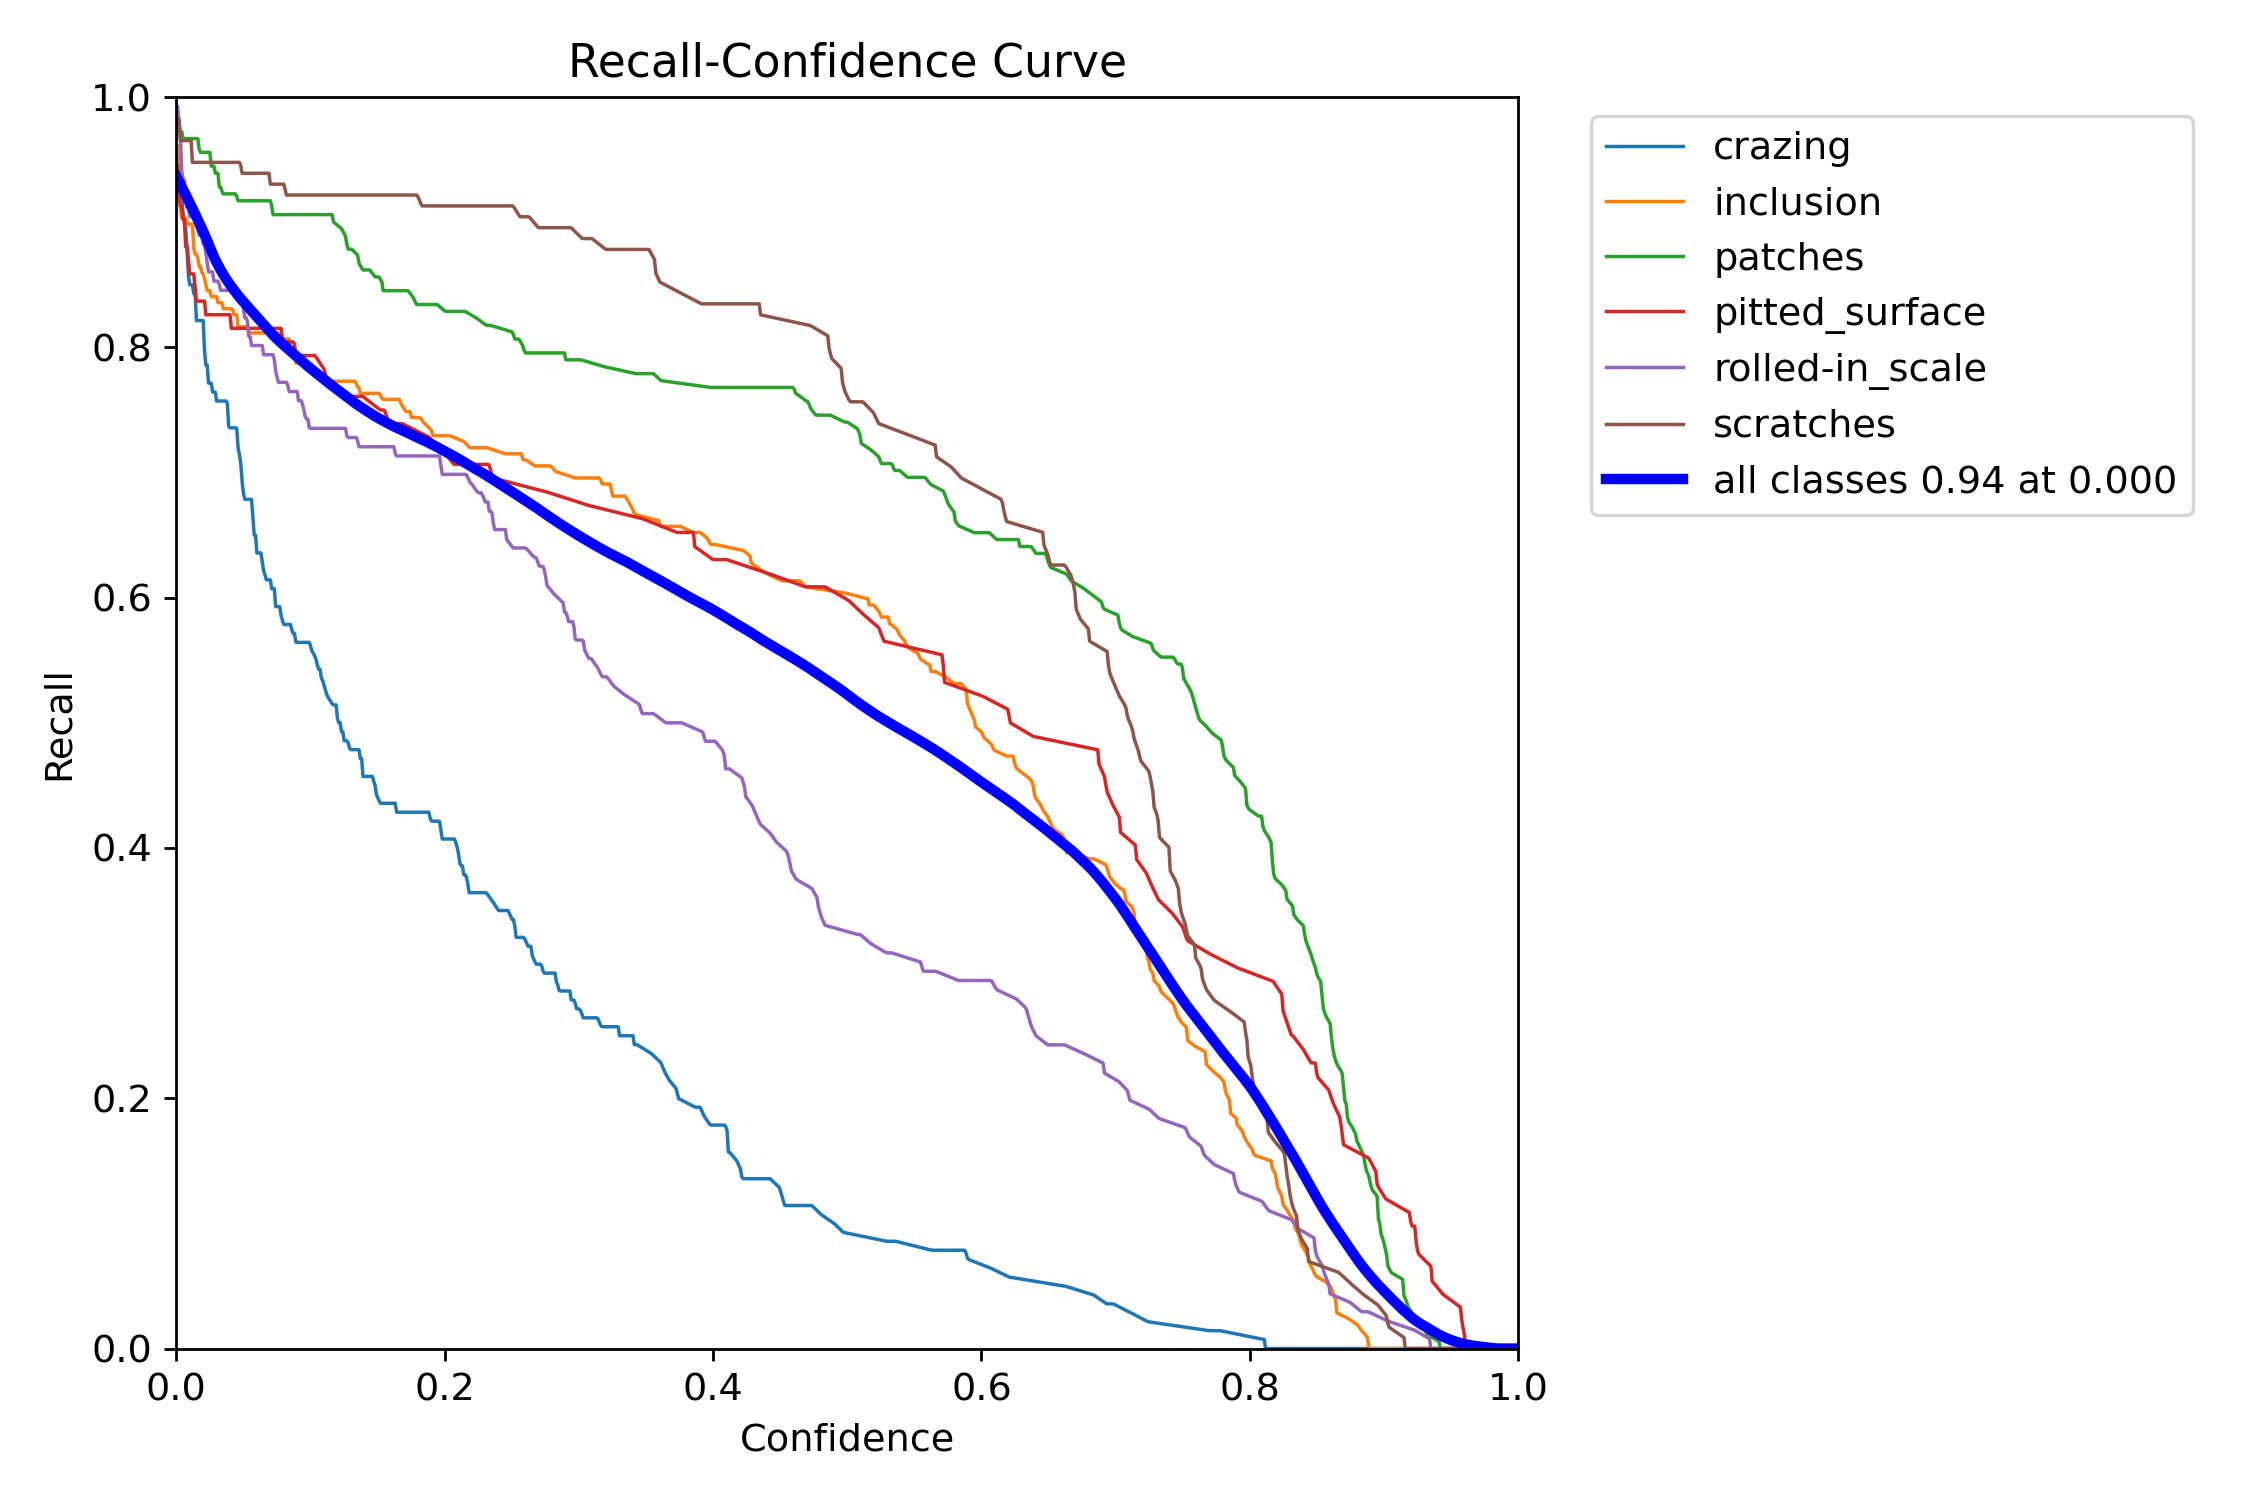 Recall-Confidence Curve
1.0
0.8
0.6
0.4
0.2
0.0
Recall
0.0 0.2 0.4 0.6 0.8 1.0
Confidence
crazing
inclusion
patches
pitted_surface
rolled-in_scale
scratches
all classes 0.94 at 0.000